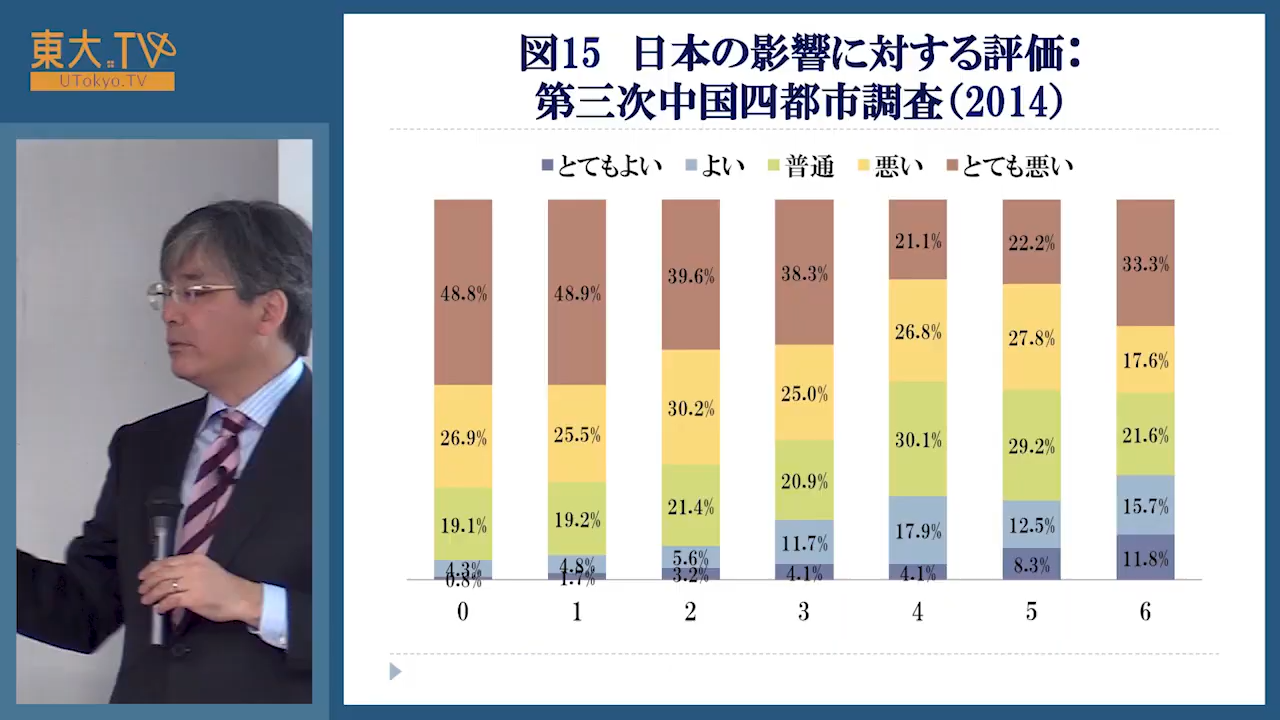 東大TV
UTokyo.TV
図15 日本の影響に対する評価：
第三次中国四都市調査（2014）
とてもよい よい 普通 悪い とても悪い
48.8% 48.9% 39.6% 38.3% 21.1% 22.2% 33.3%
26.9% 25.5% 30.2% 25.0% 26.8% 27.8% 17.6%
19.1% 19.2% 21.4% 20.9% 30.1% 29.2% 21.6%
4.3% 4.8% 5.6% 11.7% 17.9% 12.5% 15.7%
0.8% 1.7% 3.2% 4.1% 4.1% 8.3% 11.8%
0 1 2 3 4 5 6